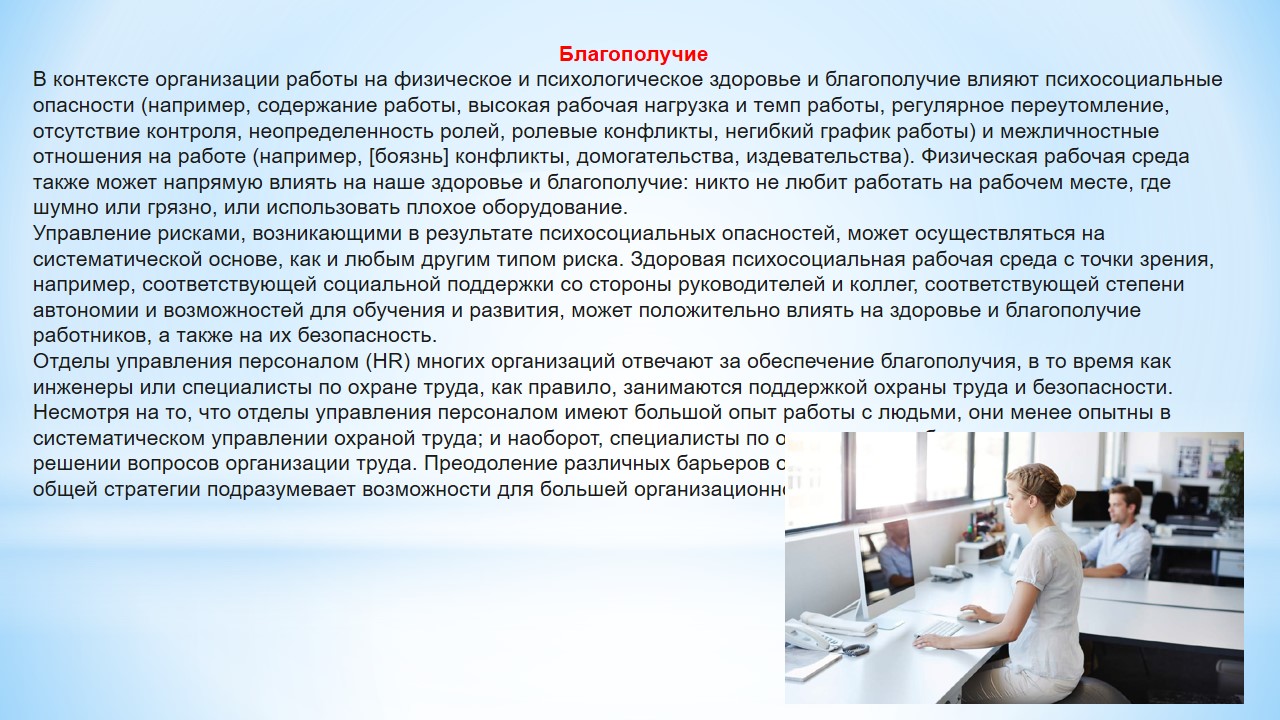 Благополучие
В контексте организации работы на физическое и психологическое здоровье и благополучие влияют психосоциальные
опасности (например, содержание работы, высокая рабочая нагрузка и темп работы, регулярное переутомление,
отсутствие контроля, неопределенность ролей, ролевые конфликты, негибкий график работы) и межличностные
отношения на работе (например, [боязнь] конфликты, домогательства, издевательства). Физическая рабочая среда
также может напрямую влиять на наше здоровье и благополучие: никто не любит работать на рабочем месте, где
шумно или грязно, или использовать плохое оборудование.
Управление рисками, возникающими в результате психосоциальных опасностей, может осуществляться на
систематической основе, как и любым другим типом риска. Здоровая психосоциальная рабочая среда с точки зрения,
например, соответствующей социальной поддержки со стороны руководителей и коллег, соответствующей степени
автономии и возможностей для обучения и развития, может положительно влиять на здоровье и благополучие
работников, а также на их безопасность.
Отделы управления персоналом (HR) многих организаций отвечают за обеспечение благополучия, в то время как
инженеры или специалисты по охране труда, как правило, занимаются поддержкой охраны труда и безопасности.
Несмотря на то, что отделы управления персоналом имеют большой опыт работы с людьми, они менее опытны в
систематическом управлении охраной труда; и наоборот, специалисты по
решении вопросов организации труда. Преодоление различных барьеров
общей стратегии подразумевает возможности для большей